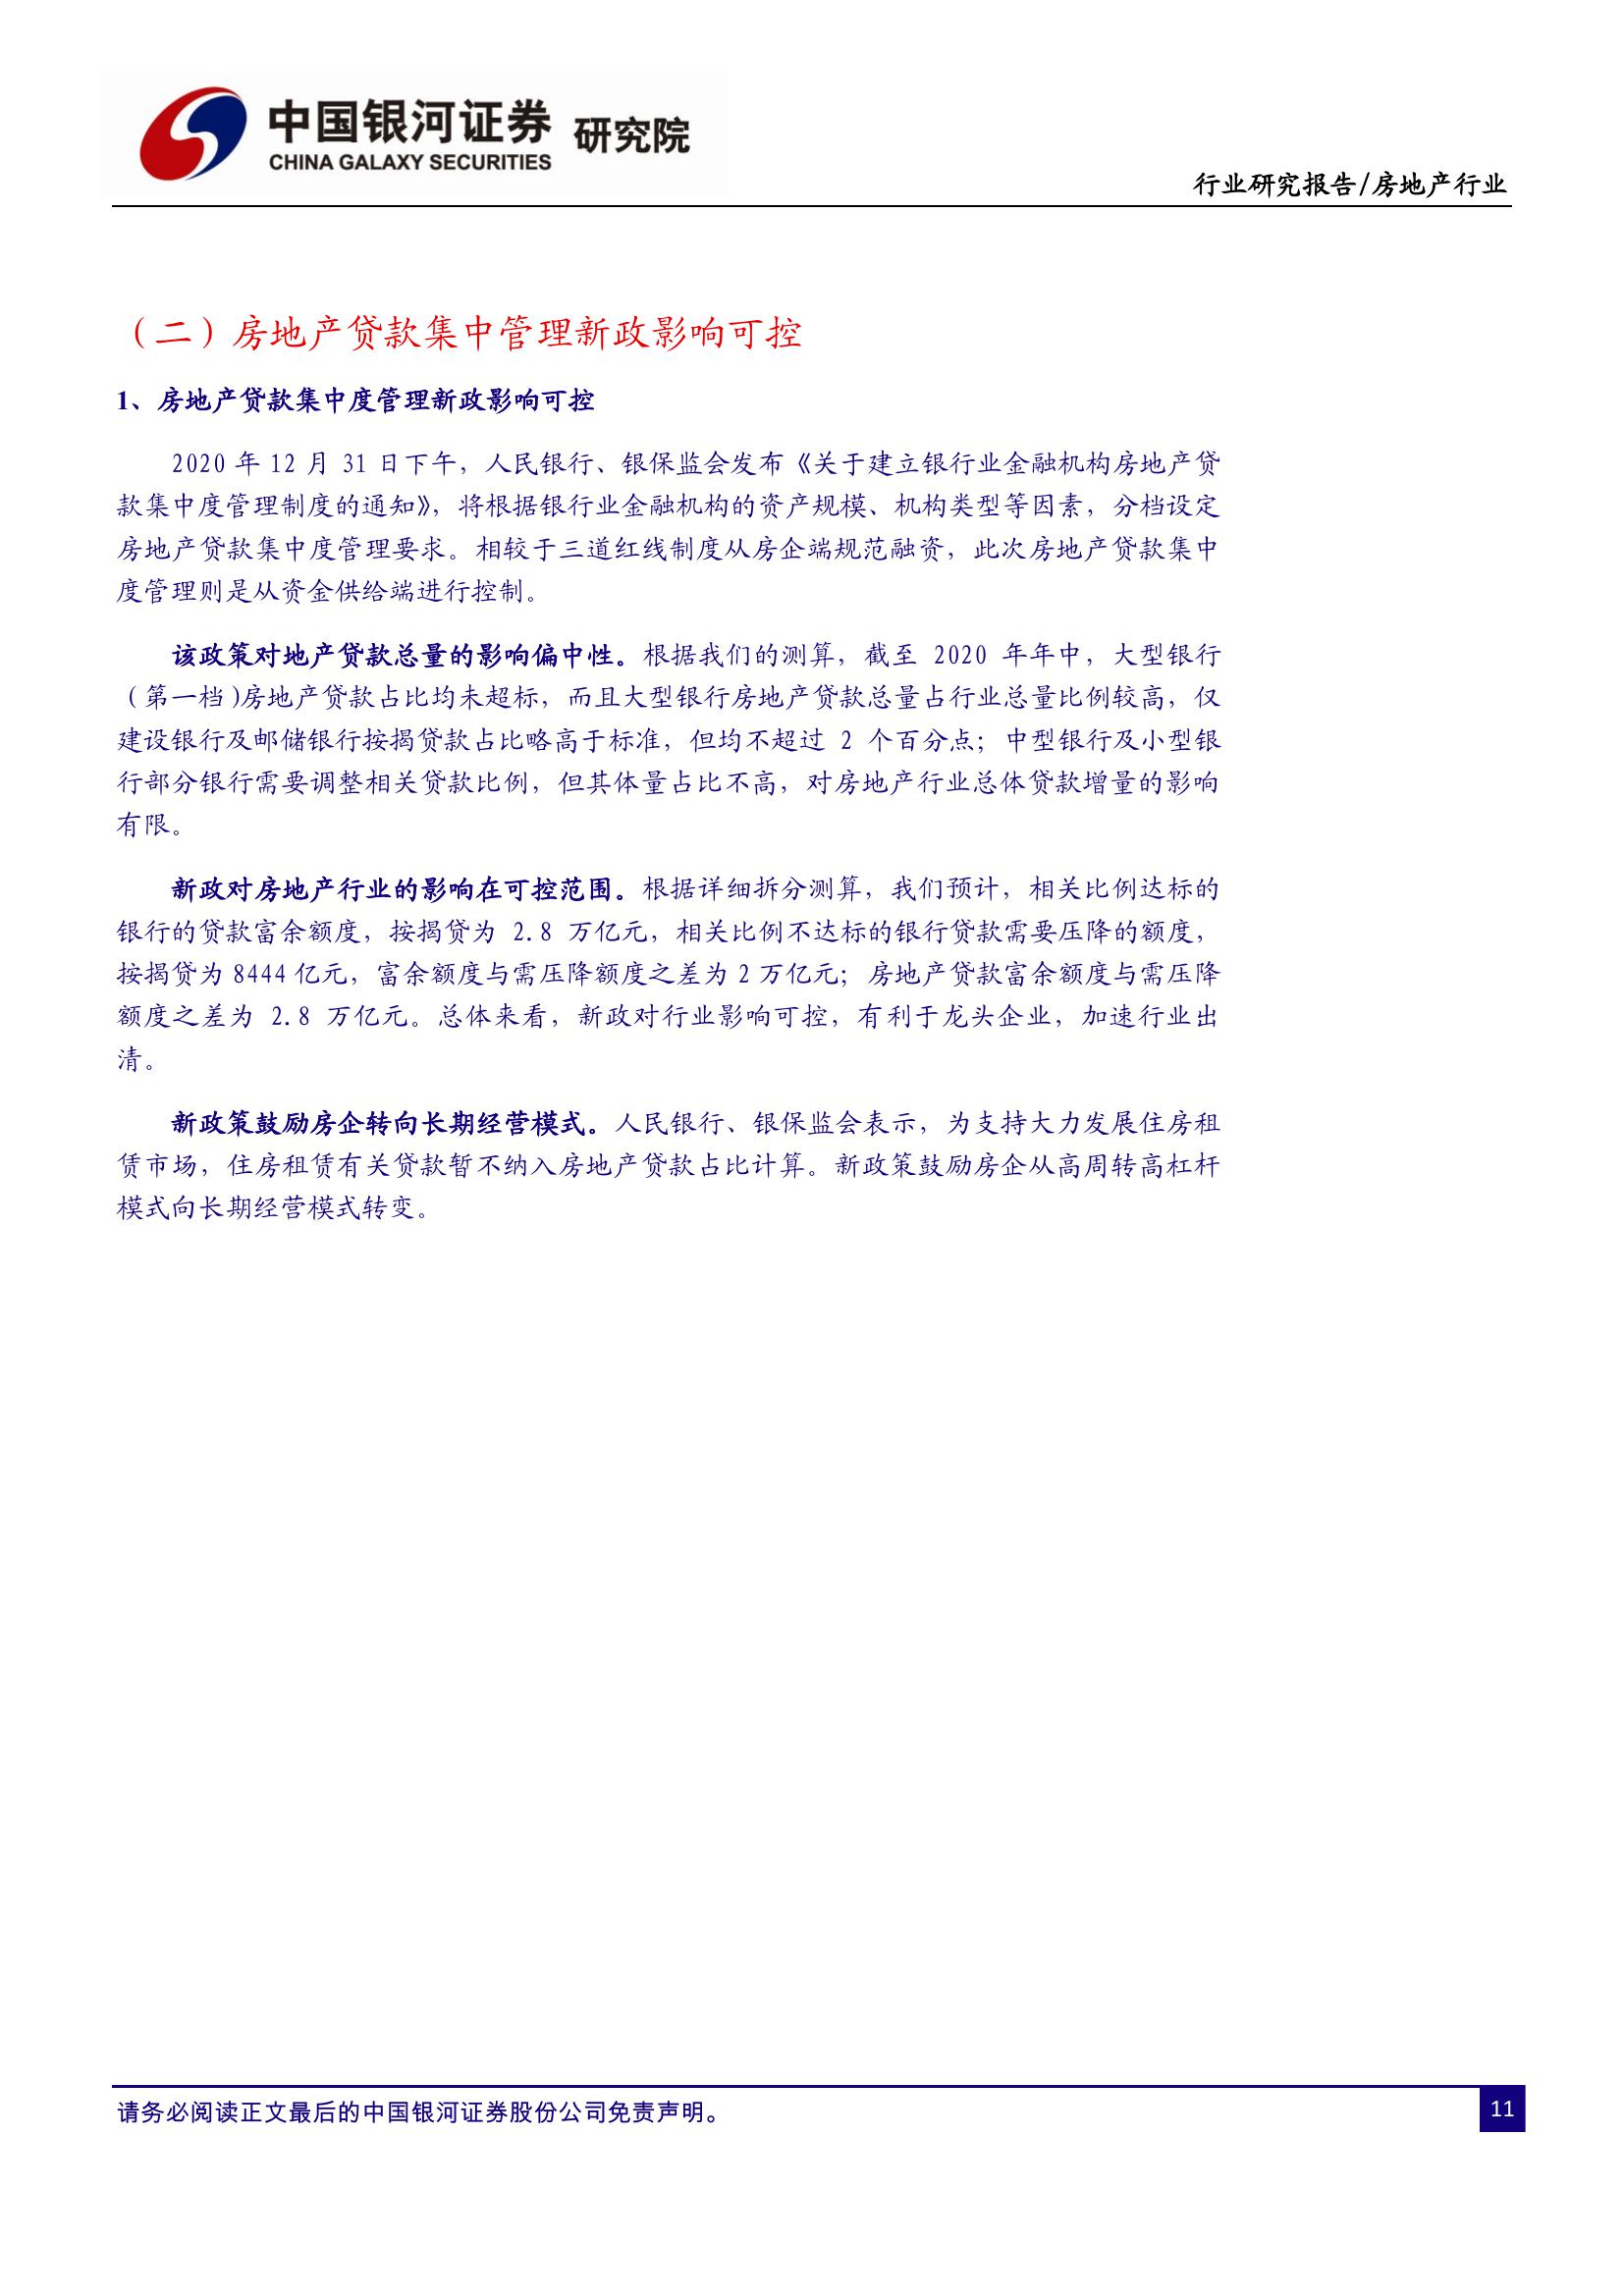 中国银河证券 研究院
CHINA GALAXY SECURITIES
行业研究报告/房地产行业
（二）房地产贷款集中管理新政影响可控
1、房地产贷款集中度管理新政影响可控
2020 年 12 月 31 日下午，人民银行、银保监会发布《关于建立银行业金融机构房地产贷
款集中度管理制度的通知》，将根据银行业金融机构的资产规模、机构类型等因素，分档设定
房地产贷款集中度管理要求。相较于三道红线制度从房企端规范融资，此次房地产贷款集中
度管理则是从资金供给端进行控制。
该政策对地产贷款总量的影响偏中性。根据我们的测算，截至 2020 年年中，大型银行
（第一档)房地产贷款占比均未超标，而且大型银行房地产贷款总量占行业总量比例较高，仅
建设银行及邮储银行按揭贷款占比略高于标准，但均不超过 2 个百分点；中型银行及小型银
行部分银行需要调整相关贷款比例，但其体量占比不高，对房地产行业总体贷款增量的影响
有限。
新政对房地产行业的影响在可控范围。根据详细拆分测算，我们预计，相关比例达标的
银行的贷款富余额度，按揭贷为 2.8 万亿元，相关比例不达标的银行贷款需要压降的额度，
按揭贷为 8444 亿元，富余额度与需压降额度之差为 2 万亿元；房地产贷款富余额度与需压降
额度之差为 2.8 万亿元。总体来看，新政对行业影响可控，有利于龙头企业，加速行业出
清。
新政策鼓励房企转向长期经营模式。人民银行、银保监会表示，为支持大力发展住房租
赁市场，住房租赁有关贷款暂不纳入房地产贷款占比计算。新政策鼓励房企从高周转高杠杆
模式向长期经营模式转变。
请务必阅读正文最后的中国银河证券股份公司免责声明。
11